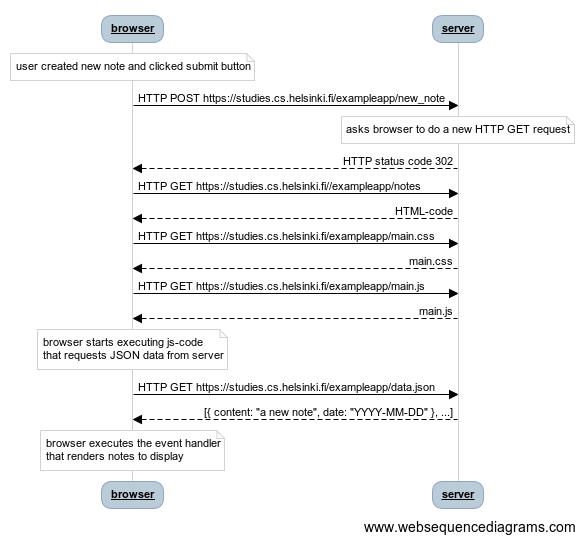 browser server
user created new note and clicked submit button
HTTP POST https://studies.cs.helsinki.fi/exampleapp/new_note
asks browser to do a new HTTP GET request
HTTP status code 302
HTTP GET https://studies.cs.helsinki.fi//exampleapp/notes
HTML-code
HTTP GET https://studies.cs.helsinki.fi/exampleapp/main.css
main.css
HTTP GET https://studies.cs.helsinki.fi/exampleapp/main.js
main.js
browser starts executing js-code
that requests JSON data from server
HTTP GET https://studies.cs.helsinki.fi/exampleapp/data.json
[{ content: "a new note", date: "YYYY-MM-DD" }, ...]
browser executes the event handler
that renders notes to display
browser server
www.websequencediagrams.com